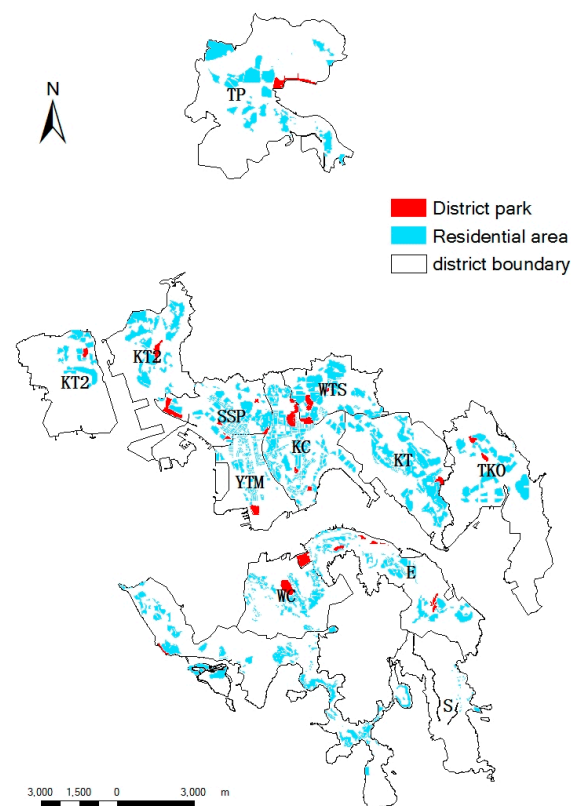 N
TP
District park
Residential area
district boundary
KT2
KT2
WTS
SSP
KC
KT
TKO
YTM
E
WC
S
3,000 1,500 0 3,000 m